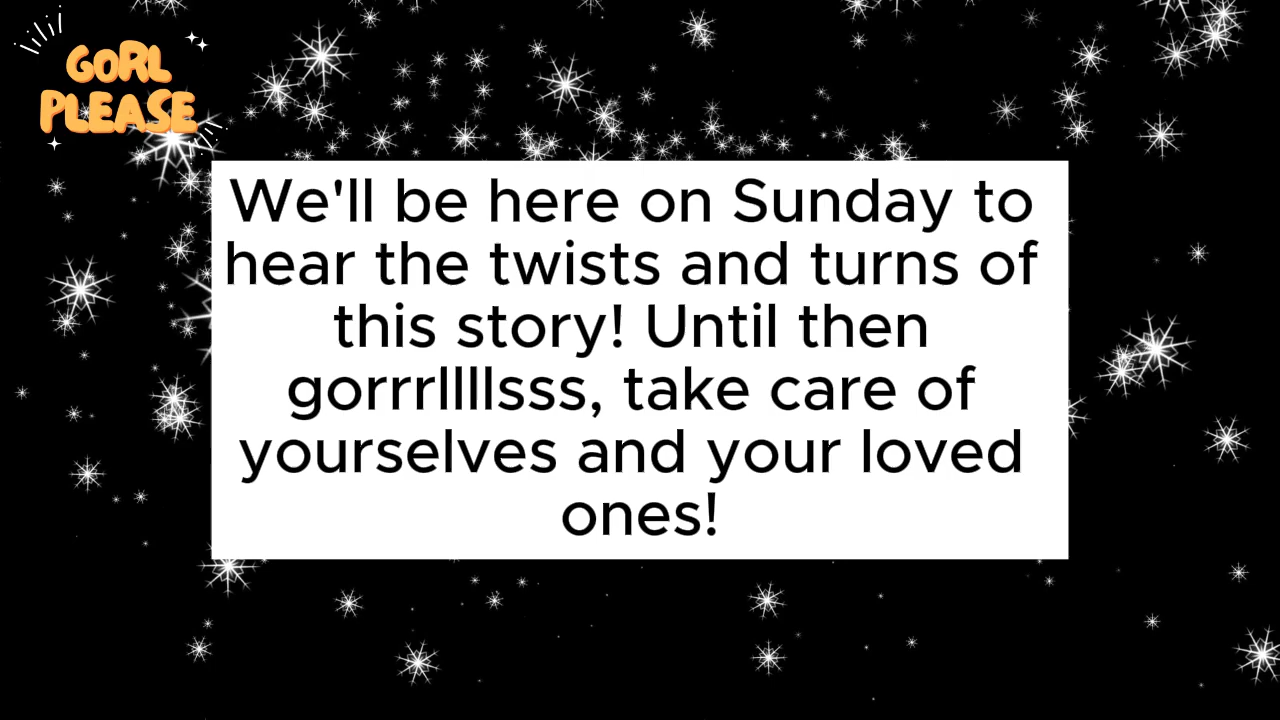 GORL
PLEASE
We'll be here on Sunday to
hear the twists and turns of
this story! Until then
gorrrllllsss, take care of
yourselves and your loved
ones!